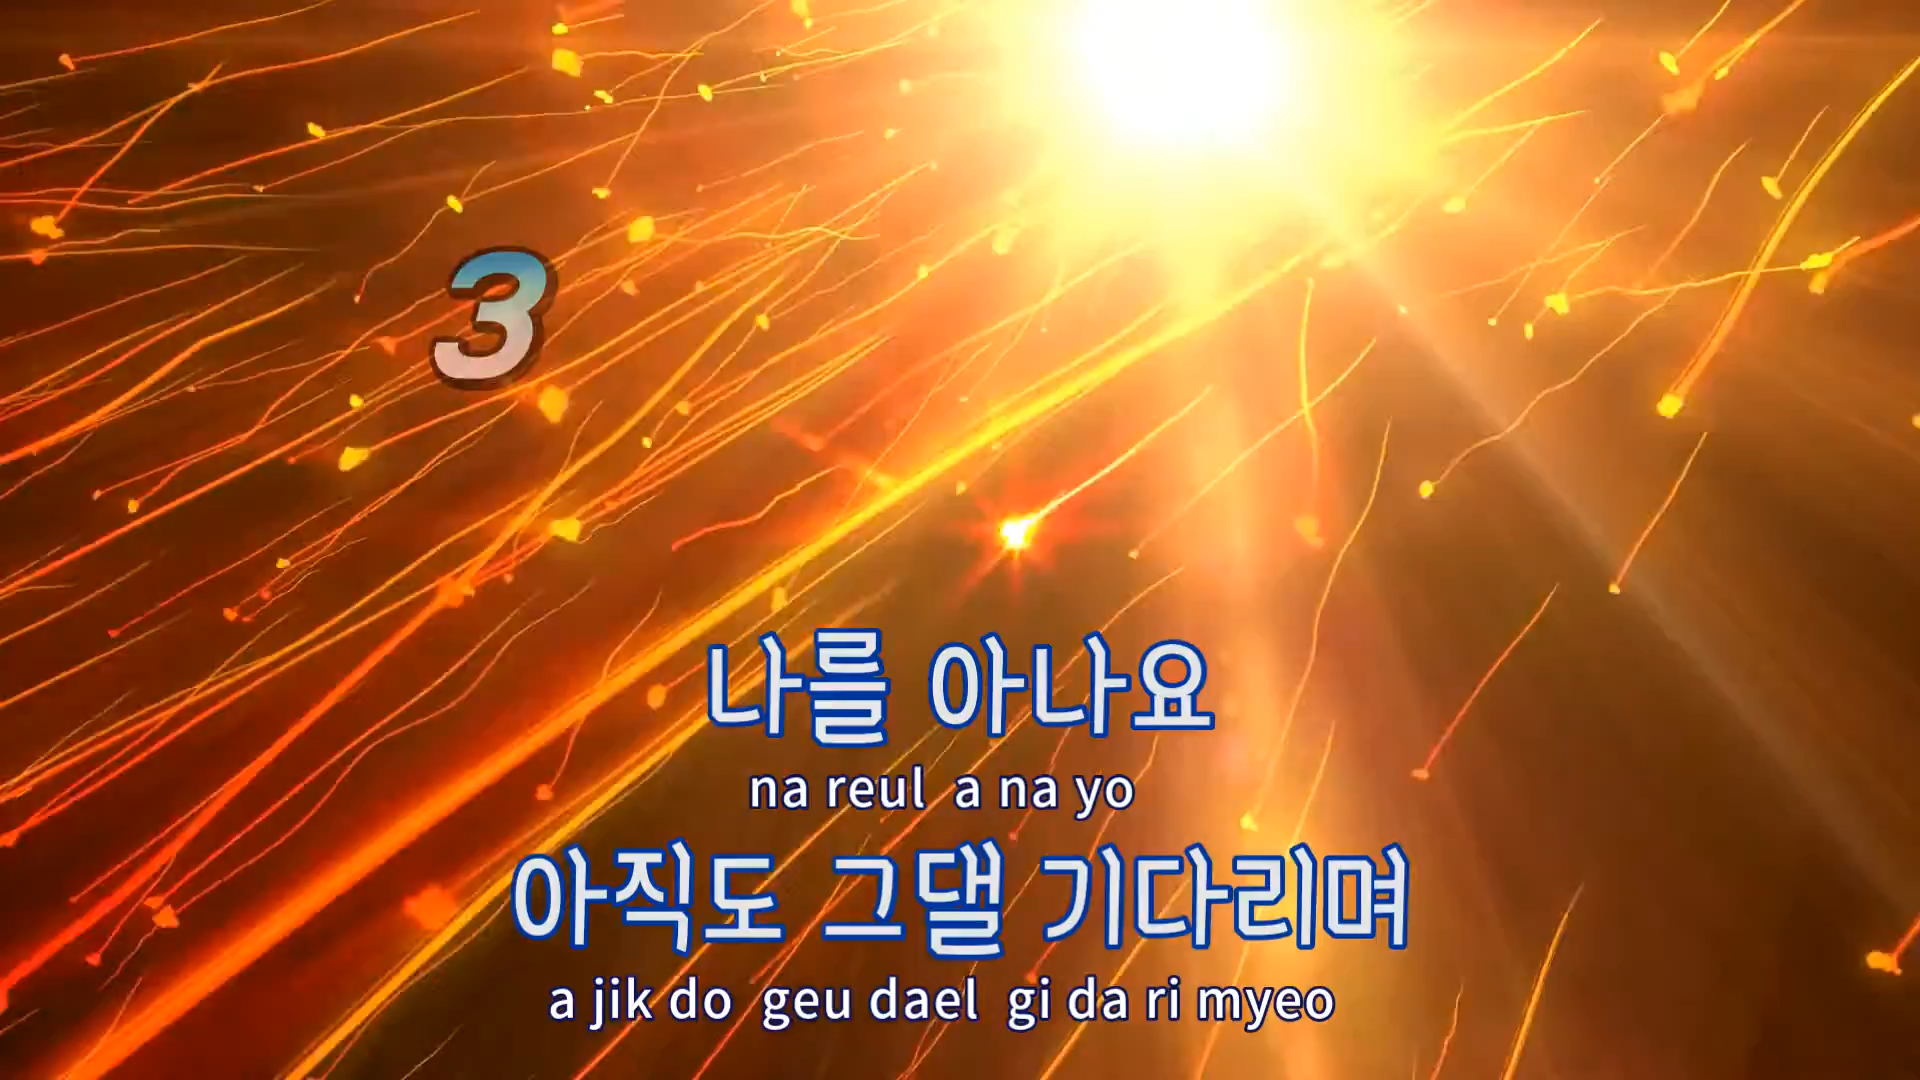 3
나를 아나요
na reul a na yo
아직도 그댈 기다리며
a jik do geu dael gi da ri myeo